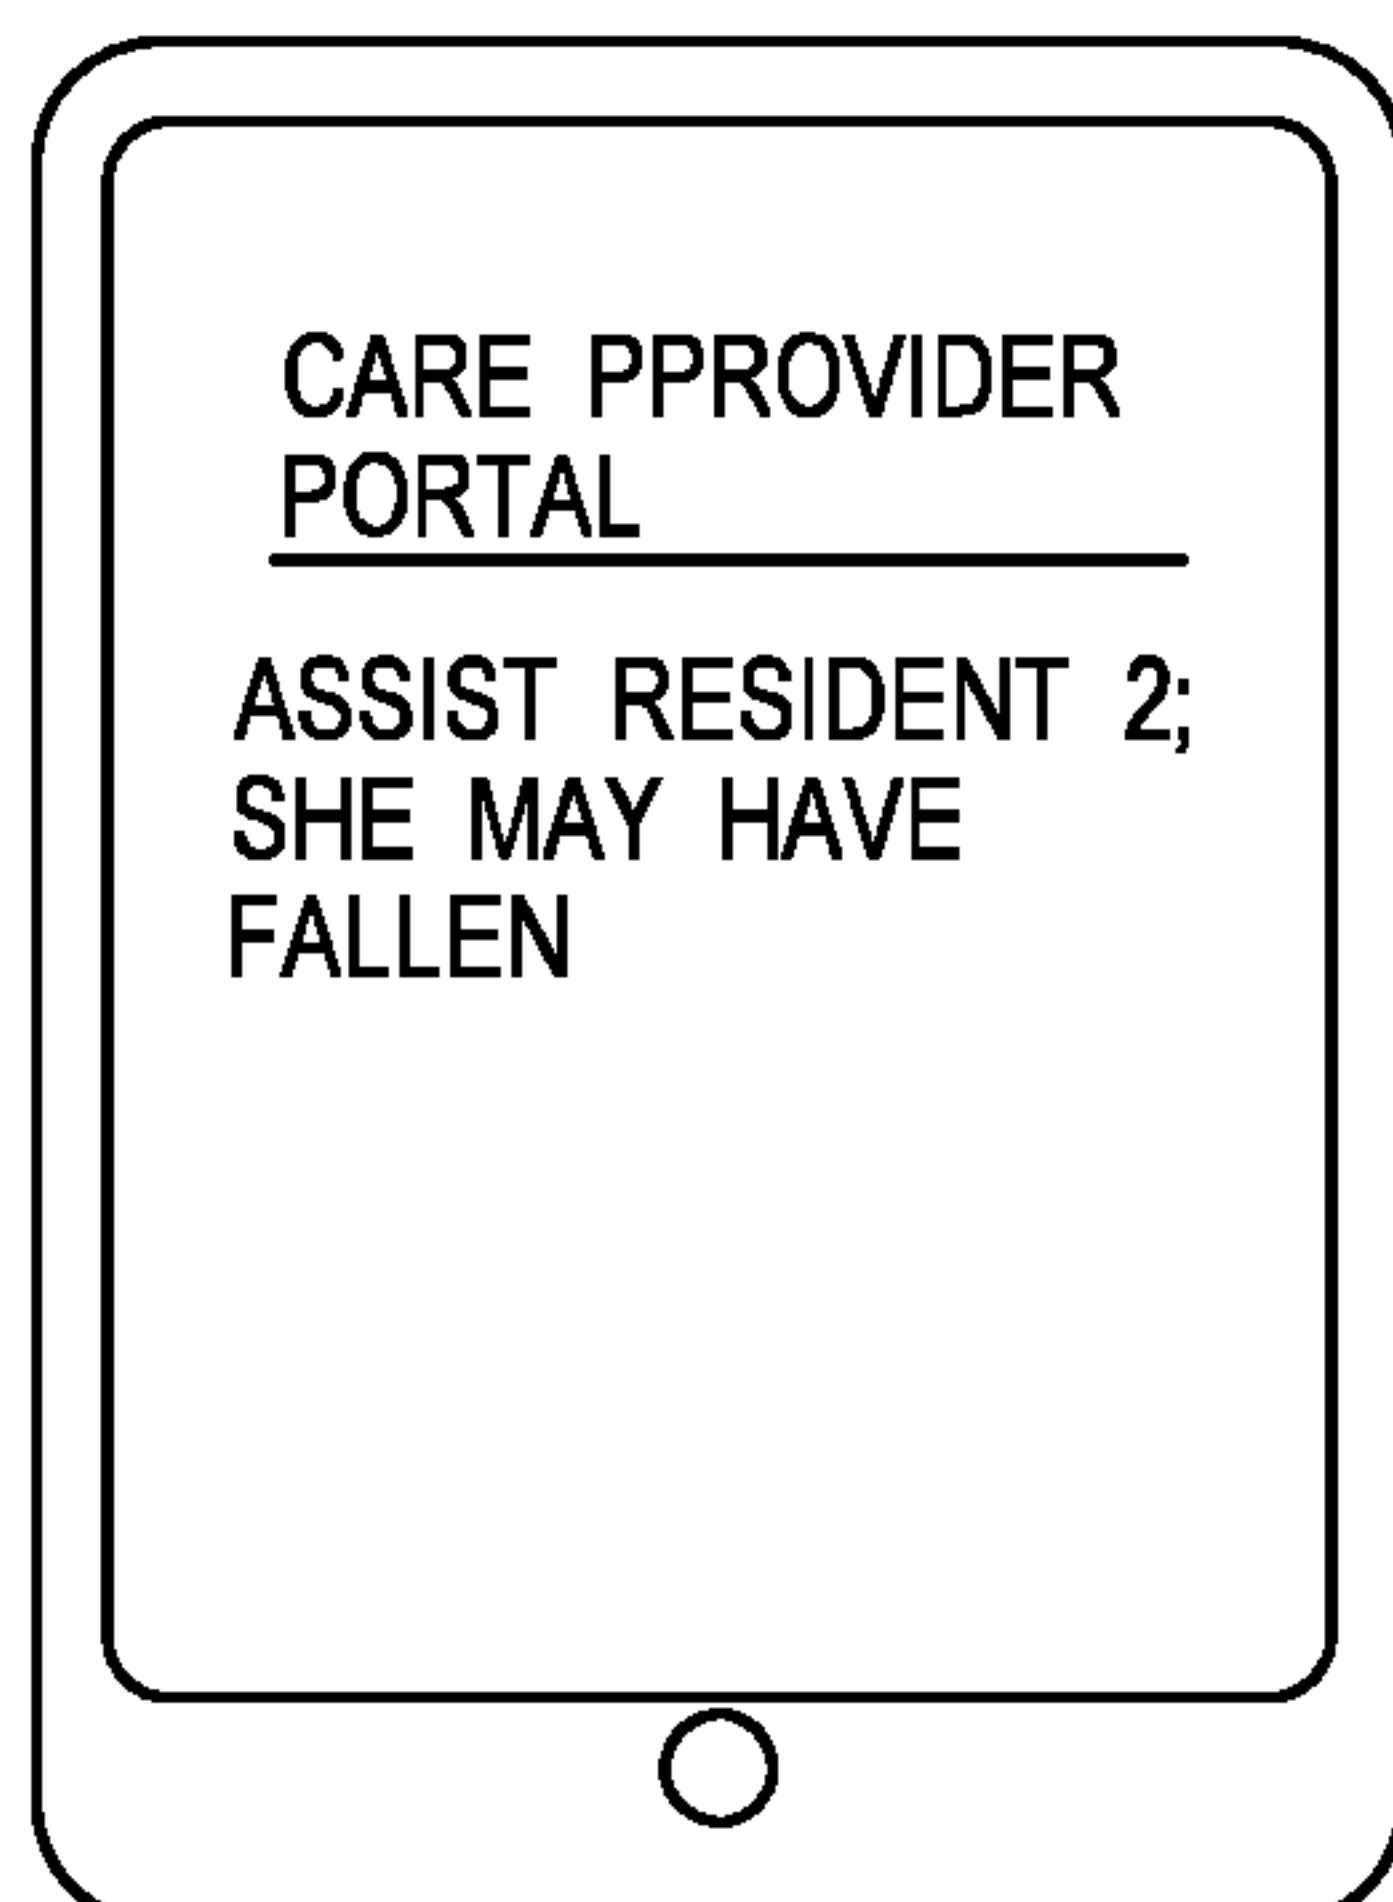 CARE PPROVIDER
PORTAL
ASSIST RESIDENT 2;
SHE MAY HAVE
FALLEN